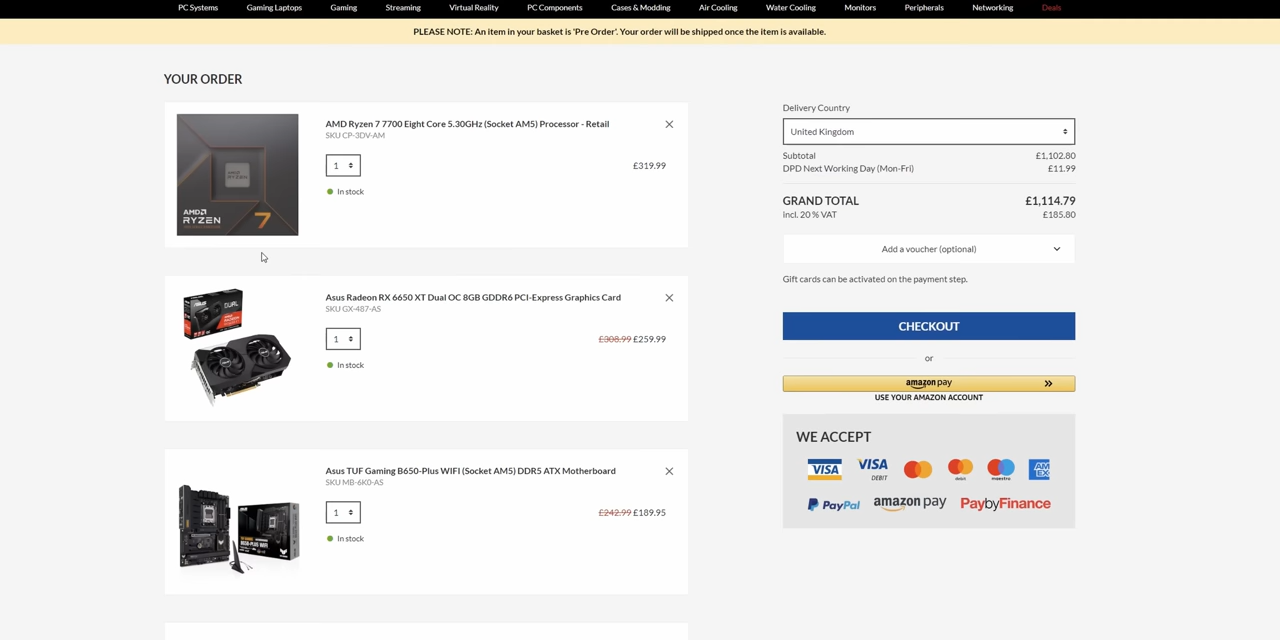 PC Systems Gaming Laptops Gaming Streaming Virtual Reality PC Components Cases & Modding Air Cooling Water Cooling Monitors Peripherals Networking Deals
PLEASE NOTE: An item in your basket is 'Pre Order'. Your order will be shipped once the item is available.
YOUR ORDER
AMD Ryzen 7 7700 Eight Core 5.30GHz (Socket AM5) Processor - Retail
SKU CP-3DV-AM
1
£319.99
In stock
AMD
RYZEN 7
Asus Radeon RX 6650 XT Dual OC 8GB GDDR6 PCI-Express Graphics Card
SKU GX-487-AS
1
£308.99 £259.99
In stock
DUAL
Asus TUF Gaming B650-Plus WIFI (Socket AM5) DDR5 ATX Motherboard
SKU MB-6K0-AS
1
£242.99 £189.95
In stock
Delivery Country
United Kingdom
Subtotal £1,102.80
DPD Next Working Day (Mon-Fri) £11.99
GRAND TOTAL £1,114.79
Incl. 20 % VAT £185.80
Add a voucher (optional)
Gift cards can be activated on the payment step.
CHECKOUT
or
amazon pay
USE YOUR AMAZON ACCOUNT
WE ACCEPT
VISA VISA DEBIT debit maestro AM EX
PayPal amazon pay PaybyFinance